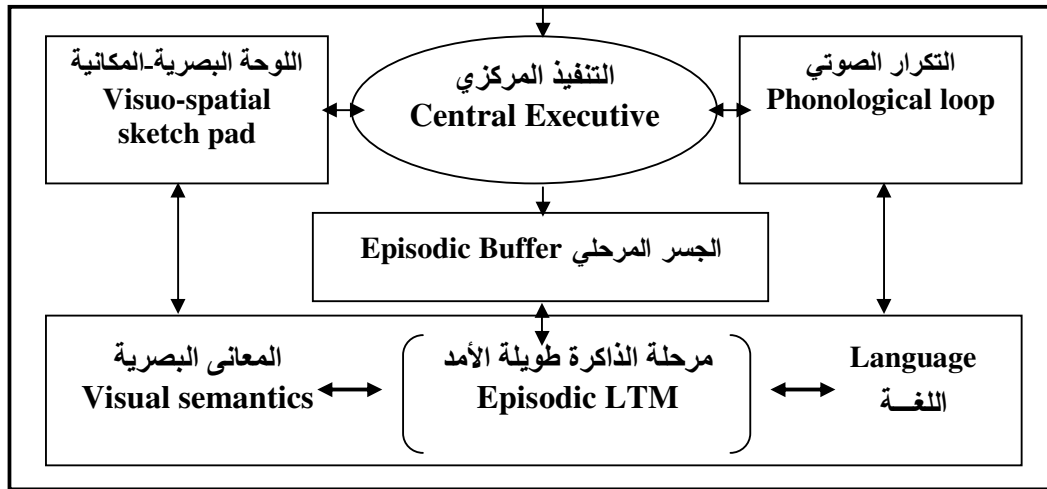 اللوحة البصرية-المكانية
Visuo-spatial
sketch pad
التنفيذ المركزي
Central Executive
التكرار الصوتي
Phonological loop
الجسر المرحلي Episodic Buffer
المعانى البصرية
Visual semantics
مرحلة الذاكرة طويلة الأمد
Episodic LTM
Language
اللغـــة